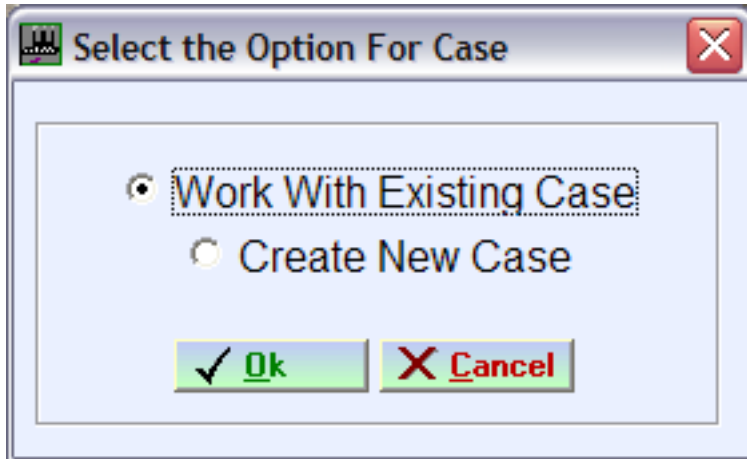 Select the Option For Case
Work With Existing Case
Create New Case
Ok Cancel